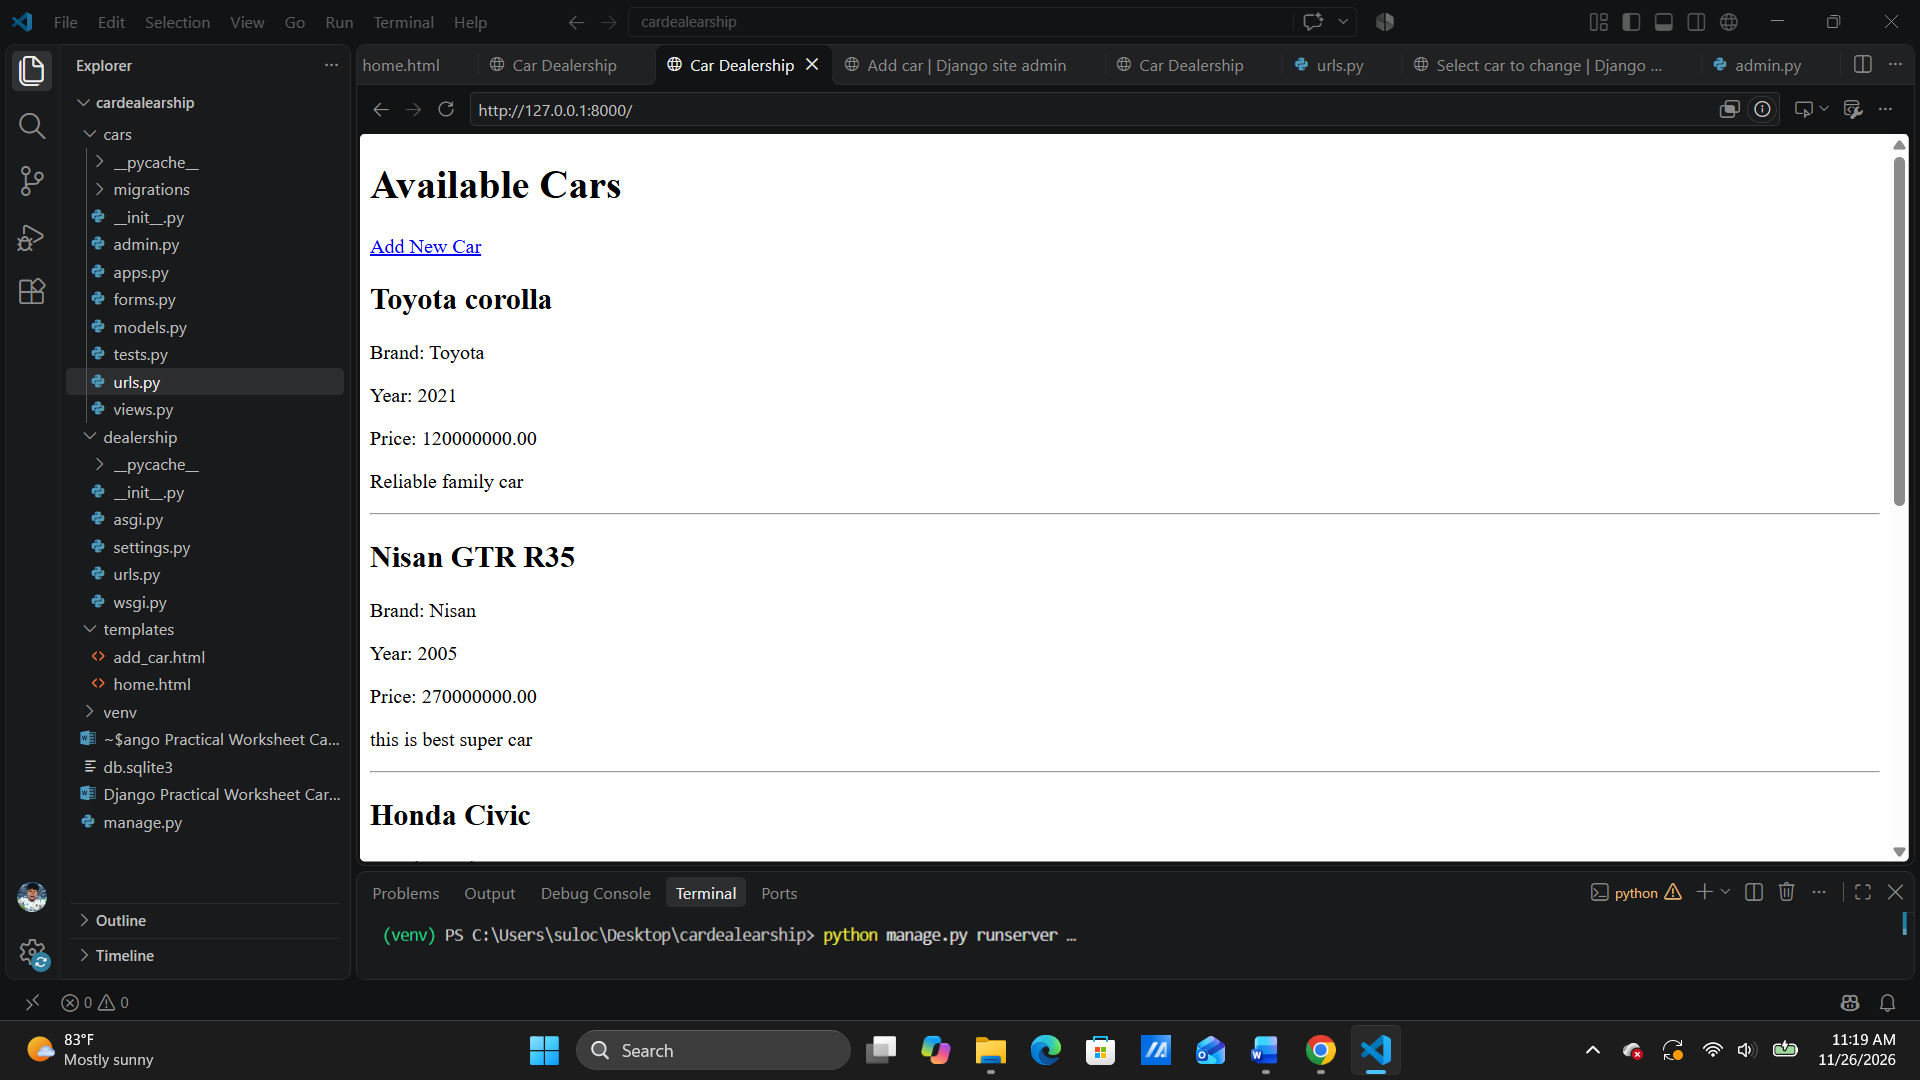 File Edit Selection View Go Run Terminal Help
cardealearship
Explorer
cardealearship
cars
__pycache__
migrations
__init__.py
admin.py
apps.py
forms.py
models.py
tests.py
urls.py
views.py
dealership
__pycache__
__init__.py
asgi.py
settings.py
urls.py
wsgi.py
templates
add_car.html
home.html
venv
~$ango Practical Worksheet Ca...
db.sqlite3
Django Practical Worksheet Car...
manage.py
Outline
Timeline
home.html Car Dealership Car Dealership Add car | Django site admin Car Dealership urls.py Select car to change | Django ... admin.py
http://127.0.0.1:8000/
Available Cars
Add New Car
Toyota corolla
Brand: Toyota
Year: 2021
Price: 120000000.00
Reliable family car
Nisan GTR R35
Brand: Nisan
Year: 2005
Price: 270000000.00
this is best super car
Honda Civic
Problems Output Debug Console Terminal Ports
python
(venv) PS C:\Users\suloc\Desktop\cardealearship> python manage.py runserver …
0 0
83°F
Mostly sunny
Search
11:19 AM
11/26/2026